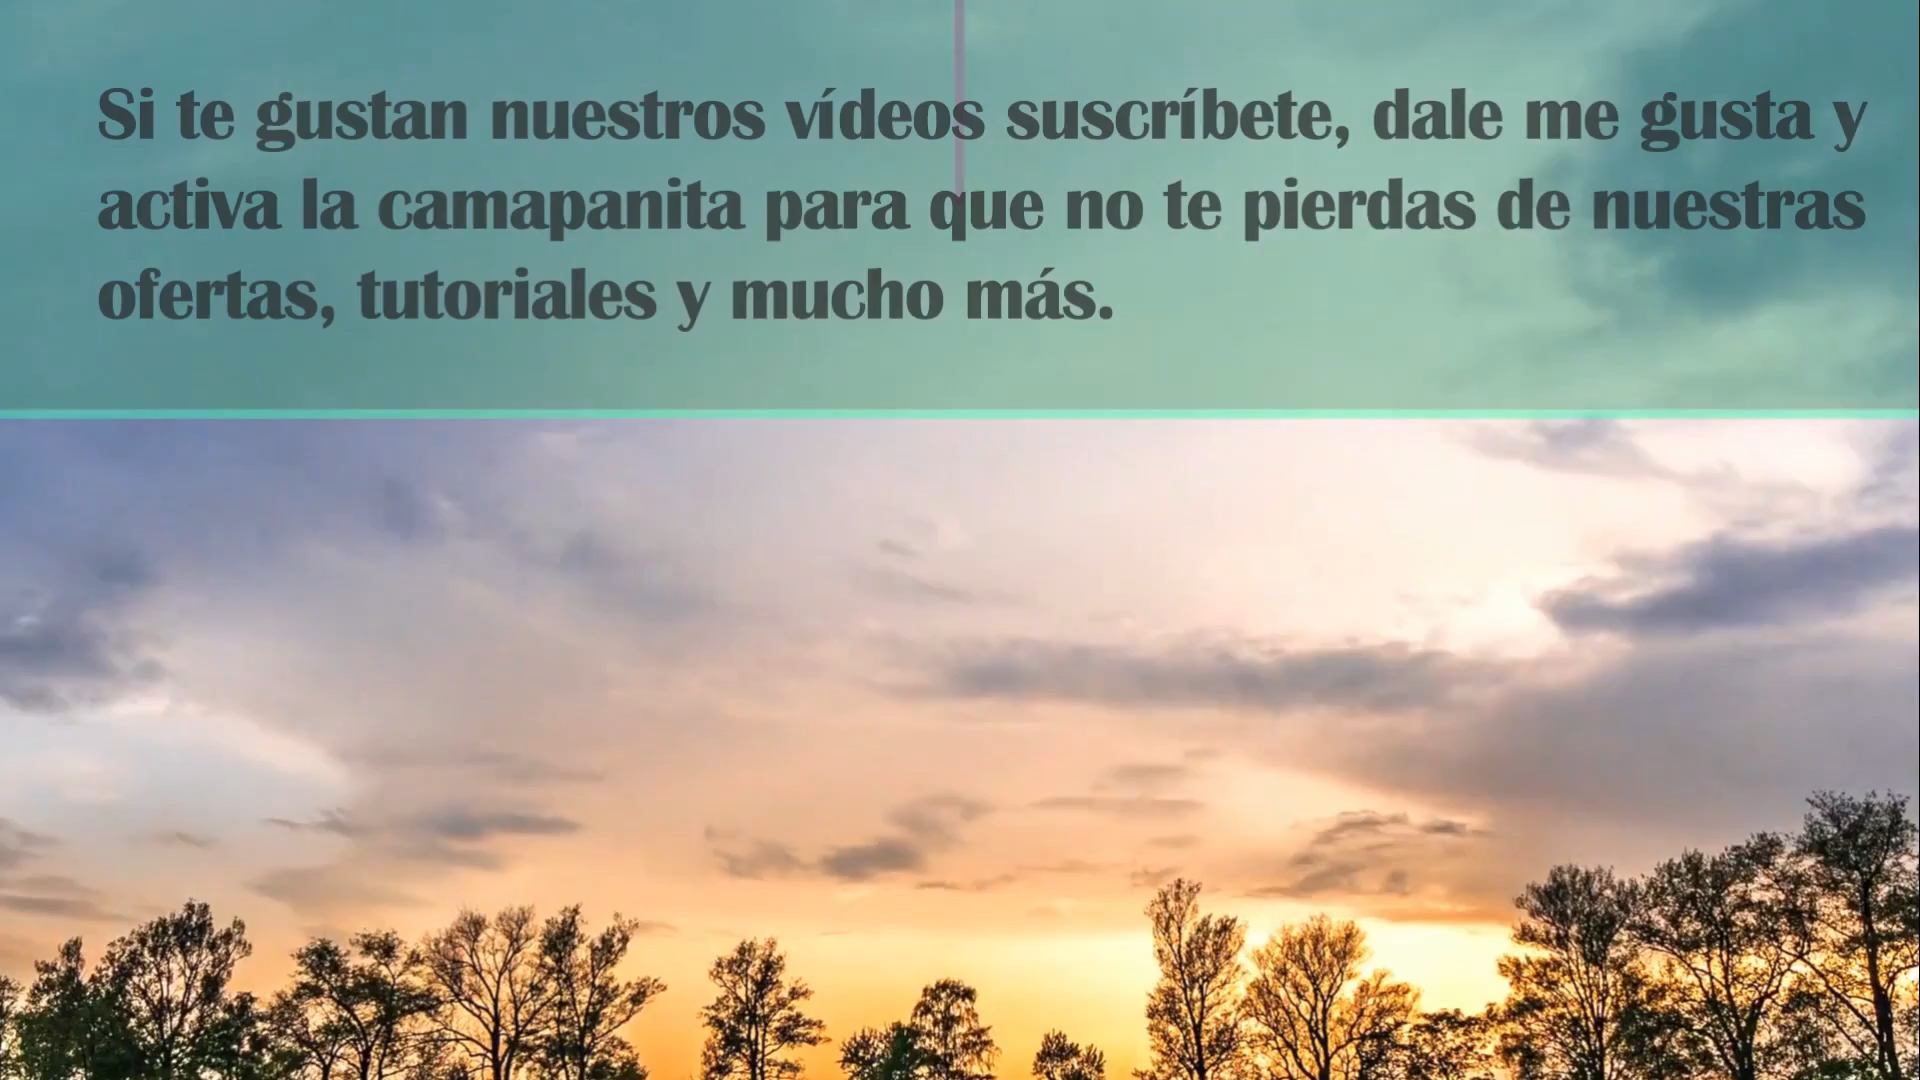 Si te gustan nuestros vídeos suscríbete, dale me gusta y
activa la camapanita para que no te pierdas de nuestras
ofertas, tutoriales y mucho más.